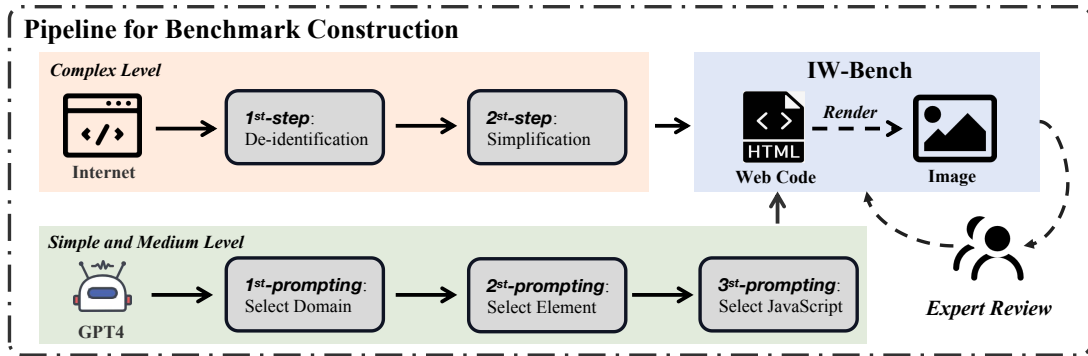 Pipeline for Benchmark Construction
Complex Level
Internet
1st-step:
De-identification
2st-step:
Simplification
IW-Bench
HTML
Web Code
Render
Image
Simple and Medium Level
GPT4
1st-prompting:
Select Domain
2st-prompting:
Select Element
3st-prompting:
Select JavaScript
Expert Review